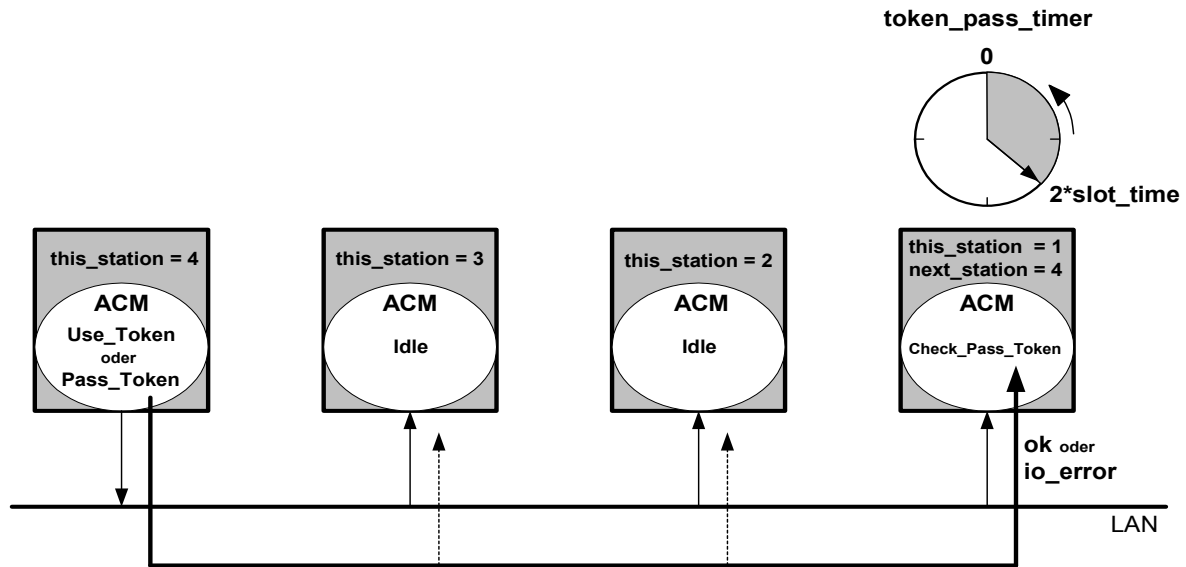 token_pass_timer
0
2*slot_time
this_station = 4
ACM
Use_Token
oder
Pass_Token
this_station = 3
ACM
Idle
this_station = 2
ACM
Idle
this_station = 1
next_station = 4
ACM
Check_Pass_Token
ok oder
io_error
LAN